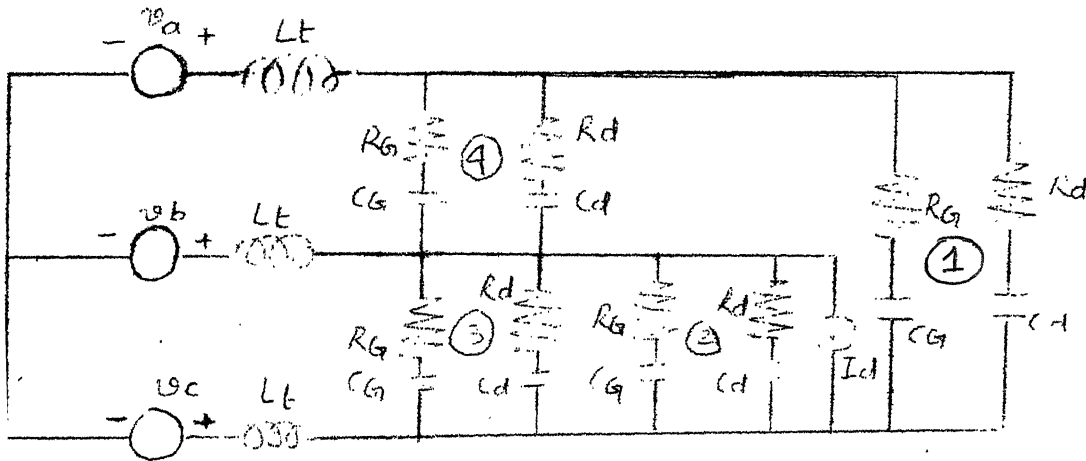 - va + Lt
RG 4 Rd
CG Cd
RG 1 Rd
CG Cd
- vb + Lt
RG 3 Rd
CG Cd
RG 2 Rd
CG Cd
Id
- vc + Lt